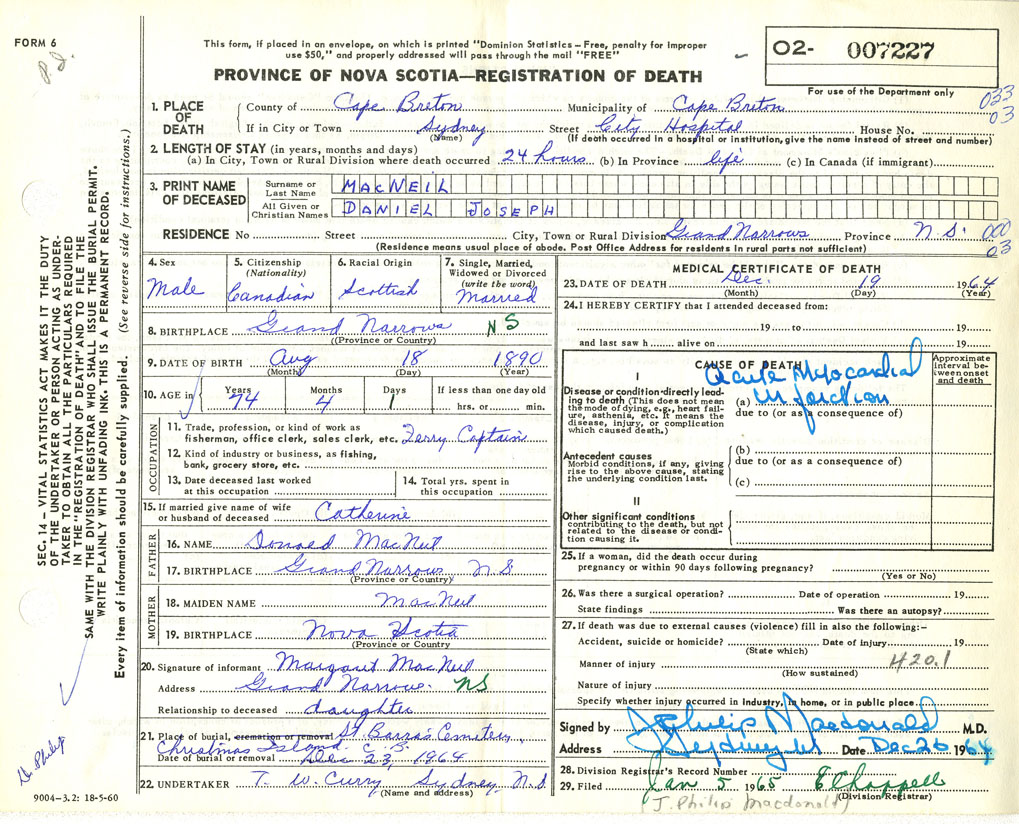 FORM 6
P.J.
This form, if placed in an envelope, on which is printed "Dominion Statistics – Free, penalty for improper
use $50," and properly addressed will pass through the mail "FREE"
PROVINCE OF NOVA SCOTIA—REGISTRATION OF DEATH
O2- 007227
For use of the Department only
033
03
1. PLACE OF DEATH County of Cape Breton Municipality of Cape Breton
If in City or Town Sydney Street City Hospital House No.
(Name) (If death occurred in a hospital or institution, give the name instead of street and number)
2. LENGTH OF STAY (in years, months and days)
(a) In City, Town or Rural Division where death occurred 24 hours (b) In Province life (c) In Canada (if immigrant)
3. PRINT NAME OF DECEASED Surname or Last Name MACNEIL
All Given or Christian Names DANIEL JOSEPH
RESIDENCE No Street City, Town or Rural Division Grand Narrows Province N.S. 000
03
(Residence means usual place of abode. Post Office Address for residents in rural parts not sufficient)
4. Sex Male
5. Citizenship (Nationality) Canadian
6. Racial Origin Scottish
7. Single, Married, Widowed or Divorced (write the word) Married
8. BIRTHPLACE Grand Narrows NS
(Province or Country)
9. DATE OF BIRTH Aug 18 1890
(Month) (Day) (Year)
10. AGE in Years Months Days If less than one day old
74 4 1 hrs. or min.
OCCUPATION
11. Trade, profession, or kind of work as
fisherman, office clerk, sales clerk, etc. Ferry Captain
12. Kind of industry or business, as fishing,
bank, grocery store, etc.
13. Date deceased last worked
at this occupation
14. Total yrs. spent in
this occupation
15. If married give name of wife
or husband of deceased Catherine
FATHER
16. NAME Donald MacNeil
17. BIRTHPLACE Grand Narrows N S
(Province or Country)
MOTHER
18. MAIDEN NAME MacNeil
19. BIRTHPLACE Nova Scotia
(Province or Country
20. Signature of informant Margaret MacNeil
Address Grand Narrows. NS
Relationship to deceased daughter
21. Place of burial, cremation or removal St Barra's Cemetery,
Christmas Island, C.B.
Date of burial or removal Dec 23, 1964
22. UNDERTAKER T. W. Curry Sydney, N.S.
(Name and address)
MEDICAL CERTIFICATE OF DEATH
23. DATE OF DEATH Dec. 19 1964
(Month) (Day) (Year)
24. I HEREBY CERTIFY that I attended deceased from:
19 to 19
and last saw h alive on 19
CAUSE OF DEATH
Approximate
Interval be-
tween onset
and death
I
Disease or condition directly lead-
ing to death (This does not mean
the mode of dying, e.g., heart fail-
ure, asthenia, etc. It means the
disease, injury, or complication
which caused death.)
Acute Myocardial
(a) Infarction
due to (or as a consequence of)
Antecedent causes
Morbid conditions, if any, giving
rise to the above cause, stating
the underlying condition last.
(b)
due to (or as a consequence of)
(c)
II
Other significant conditions
contributing to the death, but not
related to the disease or condi-
tion causing it.
25. If a woman, did the death occur during
pregnancy or within 90 days following pregnancy?
(Yes or No)
26. Was there a surgical operation? Date of operation 19
State findings Was there an autopsy?
27. If death was due to external causes (violence) fill in also the following:–
Accident, suicide or homicide? Date of injury 19
(State which)
Manner of injury 420.1
(How sustained)
Nature of injury
Specify whether injury occurred in Industry, in home, or in public place
Signed by J Philip Macdonald M.D.
Address Sydney NS Date Dec 26 1964
28. Division Registrar's Record Number
29. Filed Jan 5 1965 E Chappell
(Division Registrar)
(J. Philip Macdonald)
SEC. 14 – VITAL STATISTICS ACT MAKES IT THE DUTY
OF THE UNDERTAKER OR PERSON ACTING AS UNDER-
TAKER TO OBTAIN ALL THE PARTICULARS REQUIRED
IN THE "REGISTRATION OF DEATH" AND TO FILE THE
SAME WITH THE DIVISION REGISTRAR WHO SHALL ISSUE THE BURIAL PERMIT.
WRITE PLAINLY WITH UNFADING INK. THIS IS A PERMANENT RECORD.
Every item of information should be carefully supplied. (See reverse side for instructions.)
Dr Philip
9004–3.2: 18-5-60